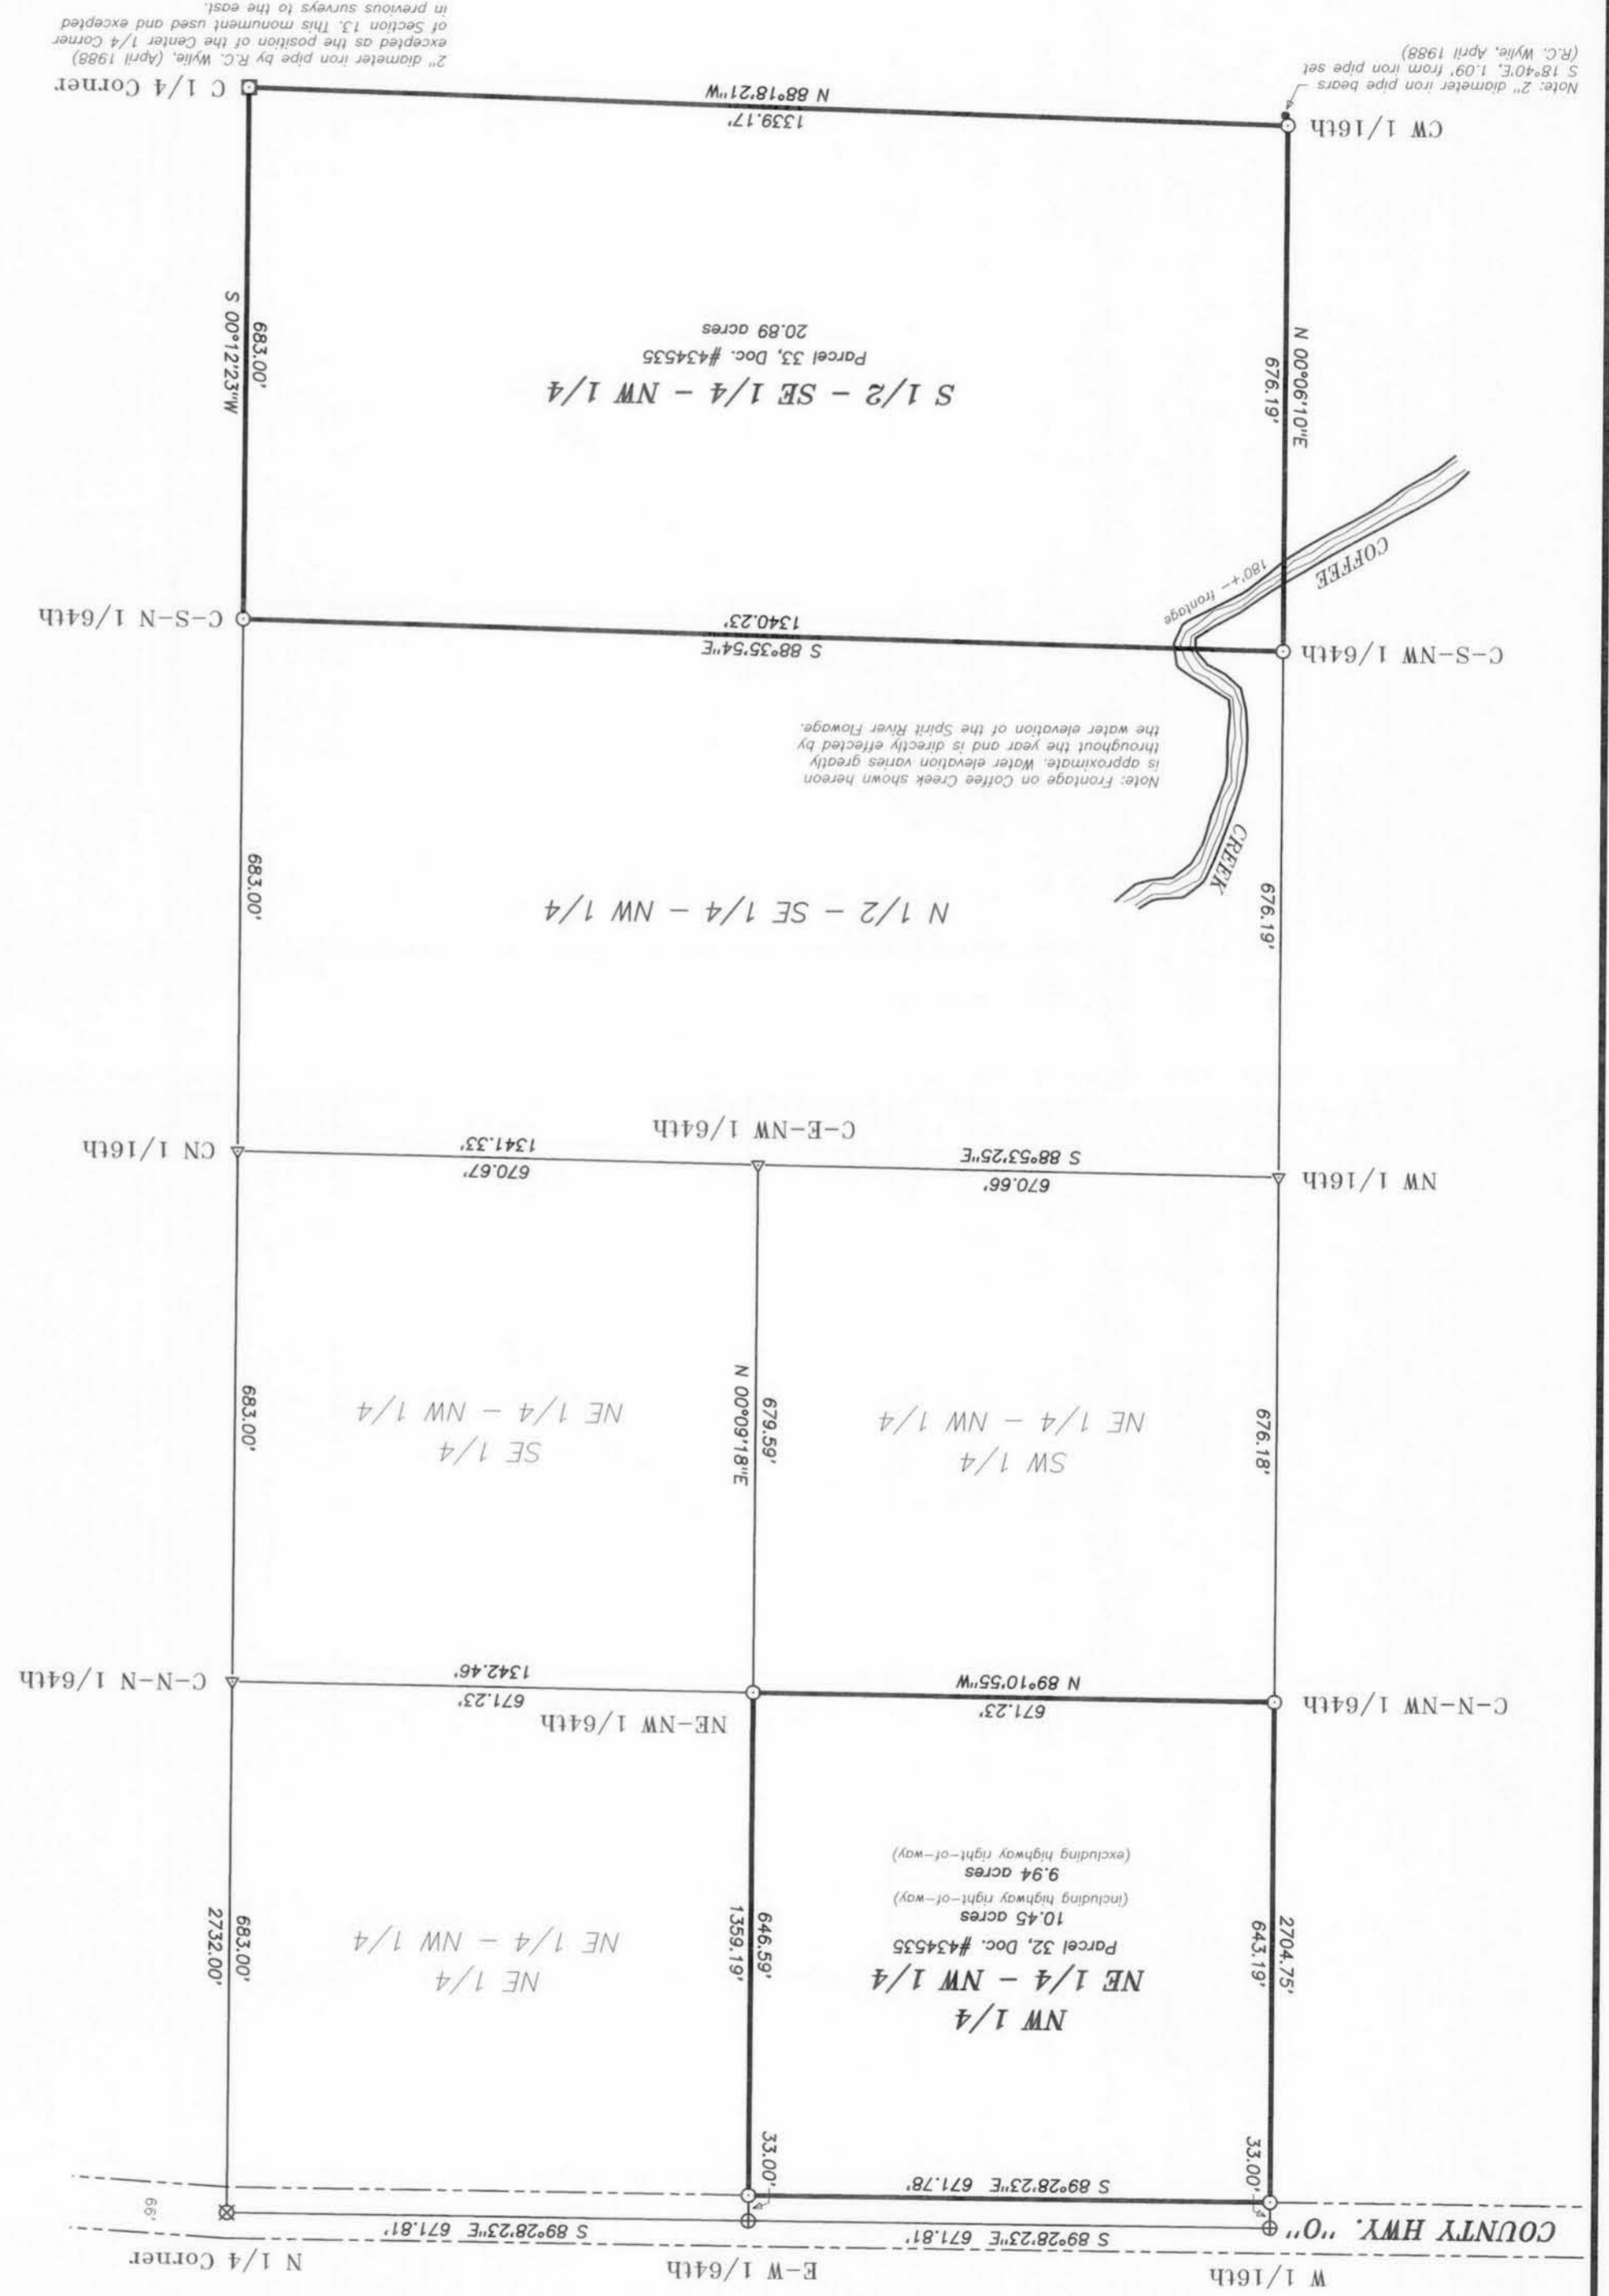 W 1/16th
E-W 1/64th
N 1/4 Corner
COUNTY HWY. "O"
S 89°28'23"E 671.81'
S 89°28'23"E 671.81'
66'
S 89°28'23"E 671.78'
33.00'
33.00'
NW 1/4
NE 1/4 - NW 1/4
Parcel 32, Doc. #434535
10.45 acres
(including highway right-of-way)
9.94 acres
(excluding highway right-of-way)
2704.75'
643.19'
646.59'
1359.19'
NE 1/4
NE 1/4 - NW 1/4
683.00'
2732.00'
C-N-NW 1/64th
671.23'
N 89°10'55"W
NE-NW 1/64th
671.23'
1342.46'
C-N-N 1/64th
676.18'
SW 1/4
NE 1/4 - NW 1/4
679.59'
N 00°09'18"E
SE 1/4
NE 1/4 - NW 1/4
683.00'
NW 1/16th
670.66'
S 88°53'25"E
C-E-NW 1/64th
670.67'
1341.33'
CN 1/16th
676.19'
CREEK
N 1/2 - SE 1/4 - NW 1/4
683.00'
Note: Frontage on Coffee Creek shown hereon
is approximate. Water elevation varies greatly
throughout the year and is directly effected by
the water elevation of the Spirit River Flowage.
C-S-NW 1/64th
S 88°35'54"E
1340.23'
C-S-N 1/64th
180'+- frontage
COFFEE
N 00°06'10"E
676.19'
S 1/2 - SE 1/4 - NW 1/4
Parcel 33, Doc. #434535
20.89 acres
683.00'
S 00°12'23"W
CW 1/16th
1339.17'
N 88°18'21"W
C 1/4 Corner
Note: 2" diameter iron pipe bears
S 18°40'E, 1.09' from iron pipe set
(R.C. Wylie, April 1988)
2" diameter iron pipe by R.C. Wylie, (April 1988)
excepted as the position of the Center 1/4 Corner
of Section 13. This monument used and excepted
in previous surveys to the east.